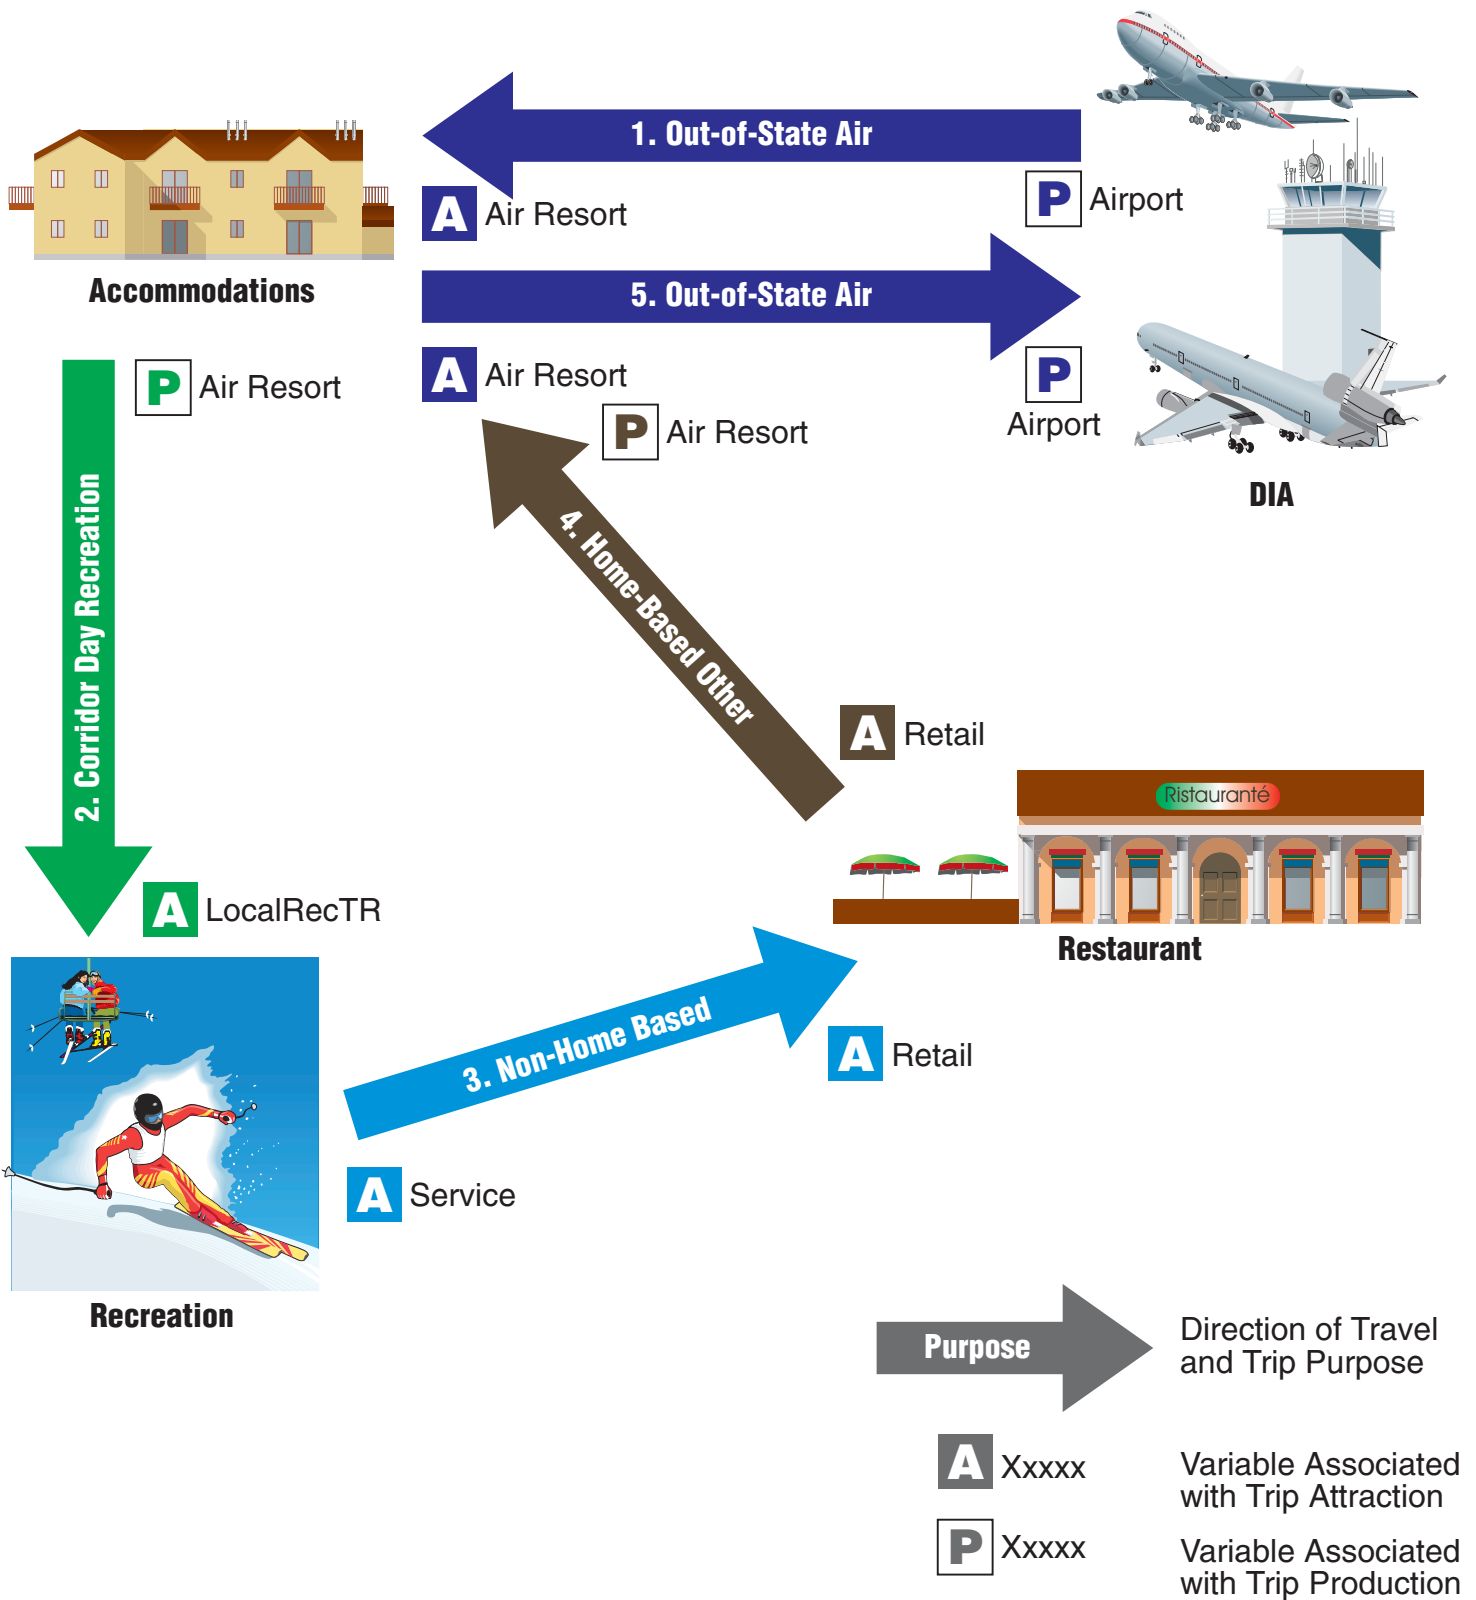 1. Out-of-State Air
A Air Resort
P Airport
Accommodations
5. Out-of-State Air
P Air Resort
A Air Resort
P
Airport
P Air Resort
DIA
2. Corridor Day Recreation
4. Home-Based Other
A Retail
Ristauranté
A LocalRecTR
Restaurant
3. Non-Home Based
A Retail
A Service
Recreation
Purpose
Direction of Travel
and Trip Purpose
A Xxxxx
Variable Associated
with Trip Attraction
P Xxxxx
Variable Associated
with Trip Production